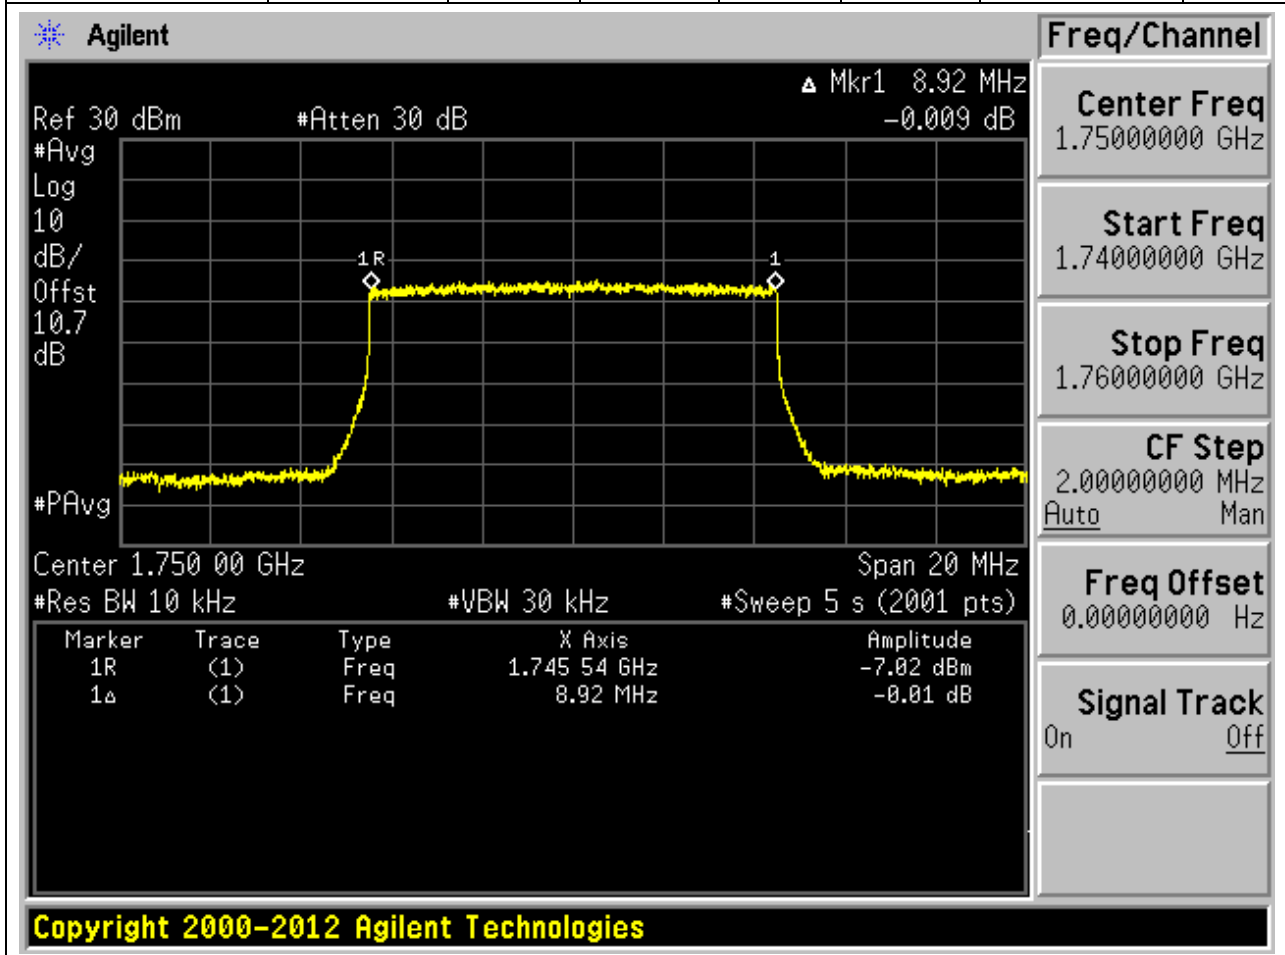 Agilent
Freq/Channel
▵ Mkr1 8.92 MHz
Ref 30 dBm #Atten 30 dB -0.009 dB
#Avg
Log
10
dB/
Offst
10.7
dB
#PAvg
1R
1
Center 1.750 00 GHz Span 20 MHz
#Res BW 10 kHz #VBW 30 kHz #Sweep 5 s (2001 pts)
Marker Trace Type X Axis Amplitude
1R (1) Freq 1.745 54 GHz -7.02 dBm
1▵ (1) Freq 8.92 MHz -0.01 dB
Center Freq
1.75000000 GHz
Start Freq
1.74000000 GHz
Stop Freq
1.76000000 GHz
CF Step
2.00000000 MHz
Auto Man
Freq Offset
0.00000000 Hz
Signal Track
On Off
Copyright 2000-2012 Agilent Technologies